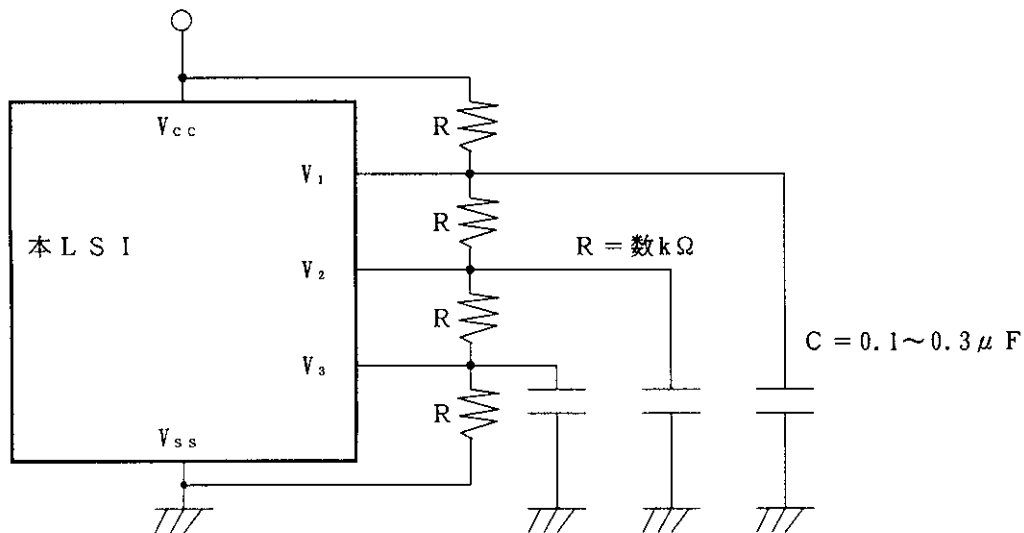 Vcc
R
V₁
R
本LSI
R=数kΩ
V₂
R
C=0.1~0.3μF
V₃
R
Vss